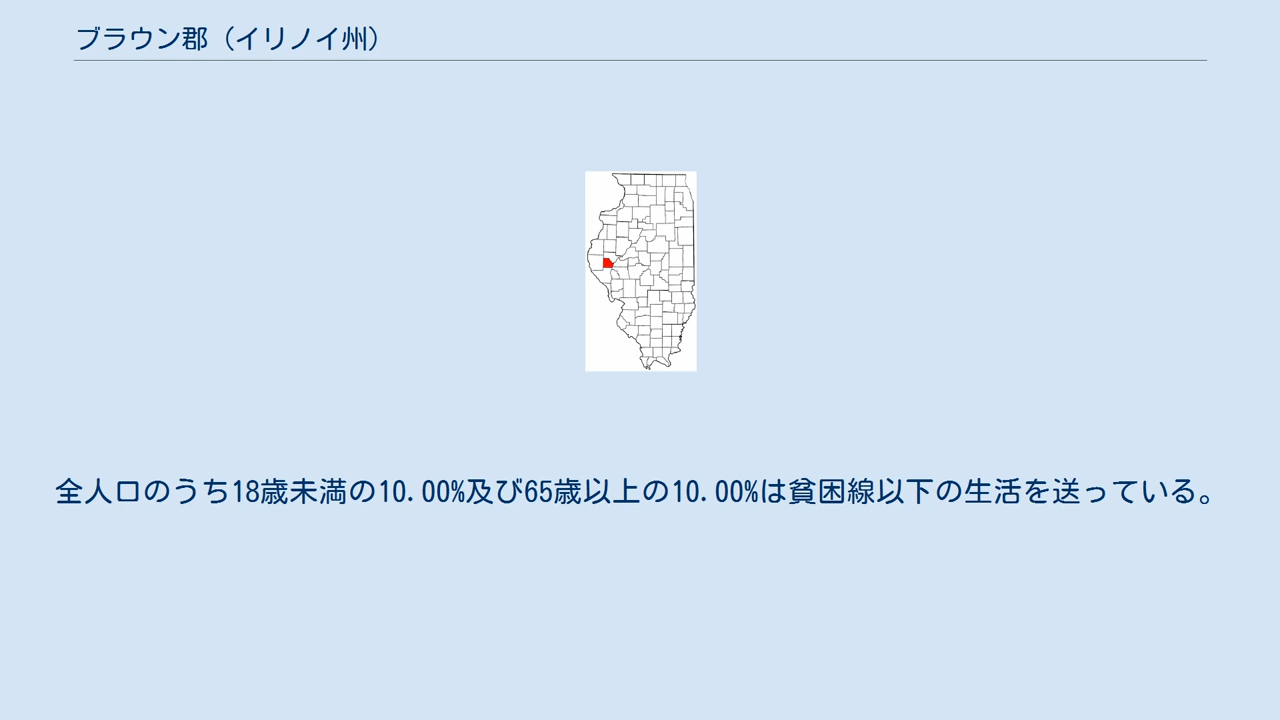 ブラウン郡（イリノイ州）
全人口のうち18歳未満の10.00%及び65歳以上の10.00%は貧困線以下の生活を送っている。